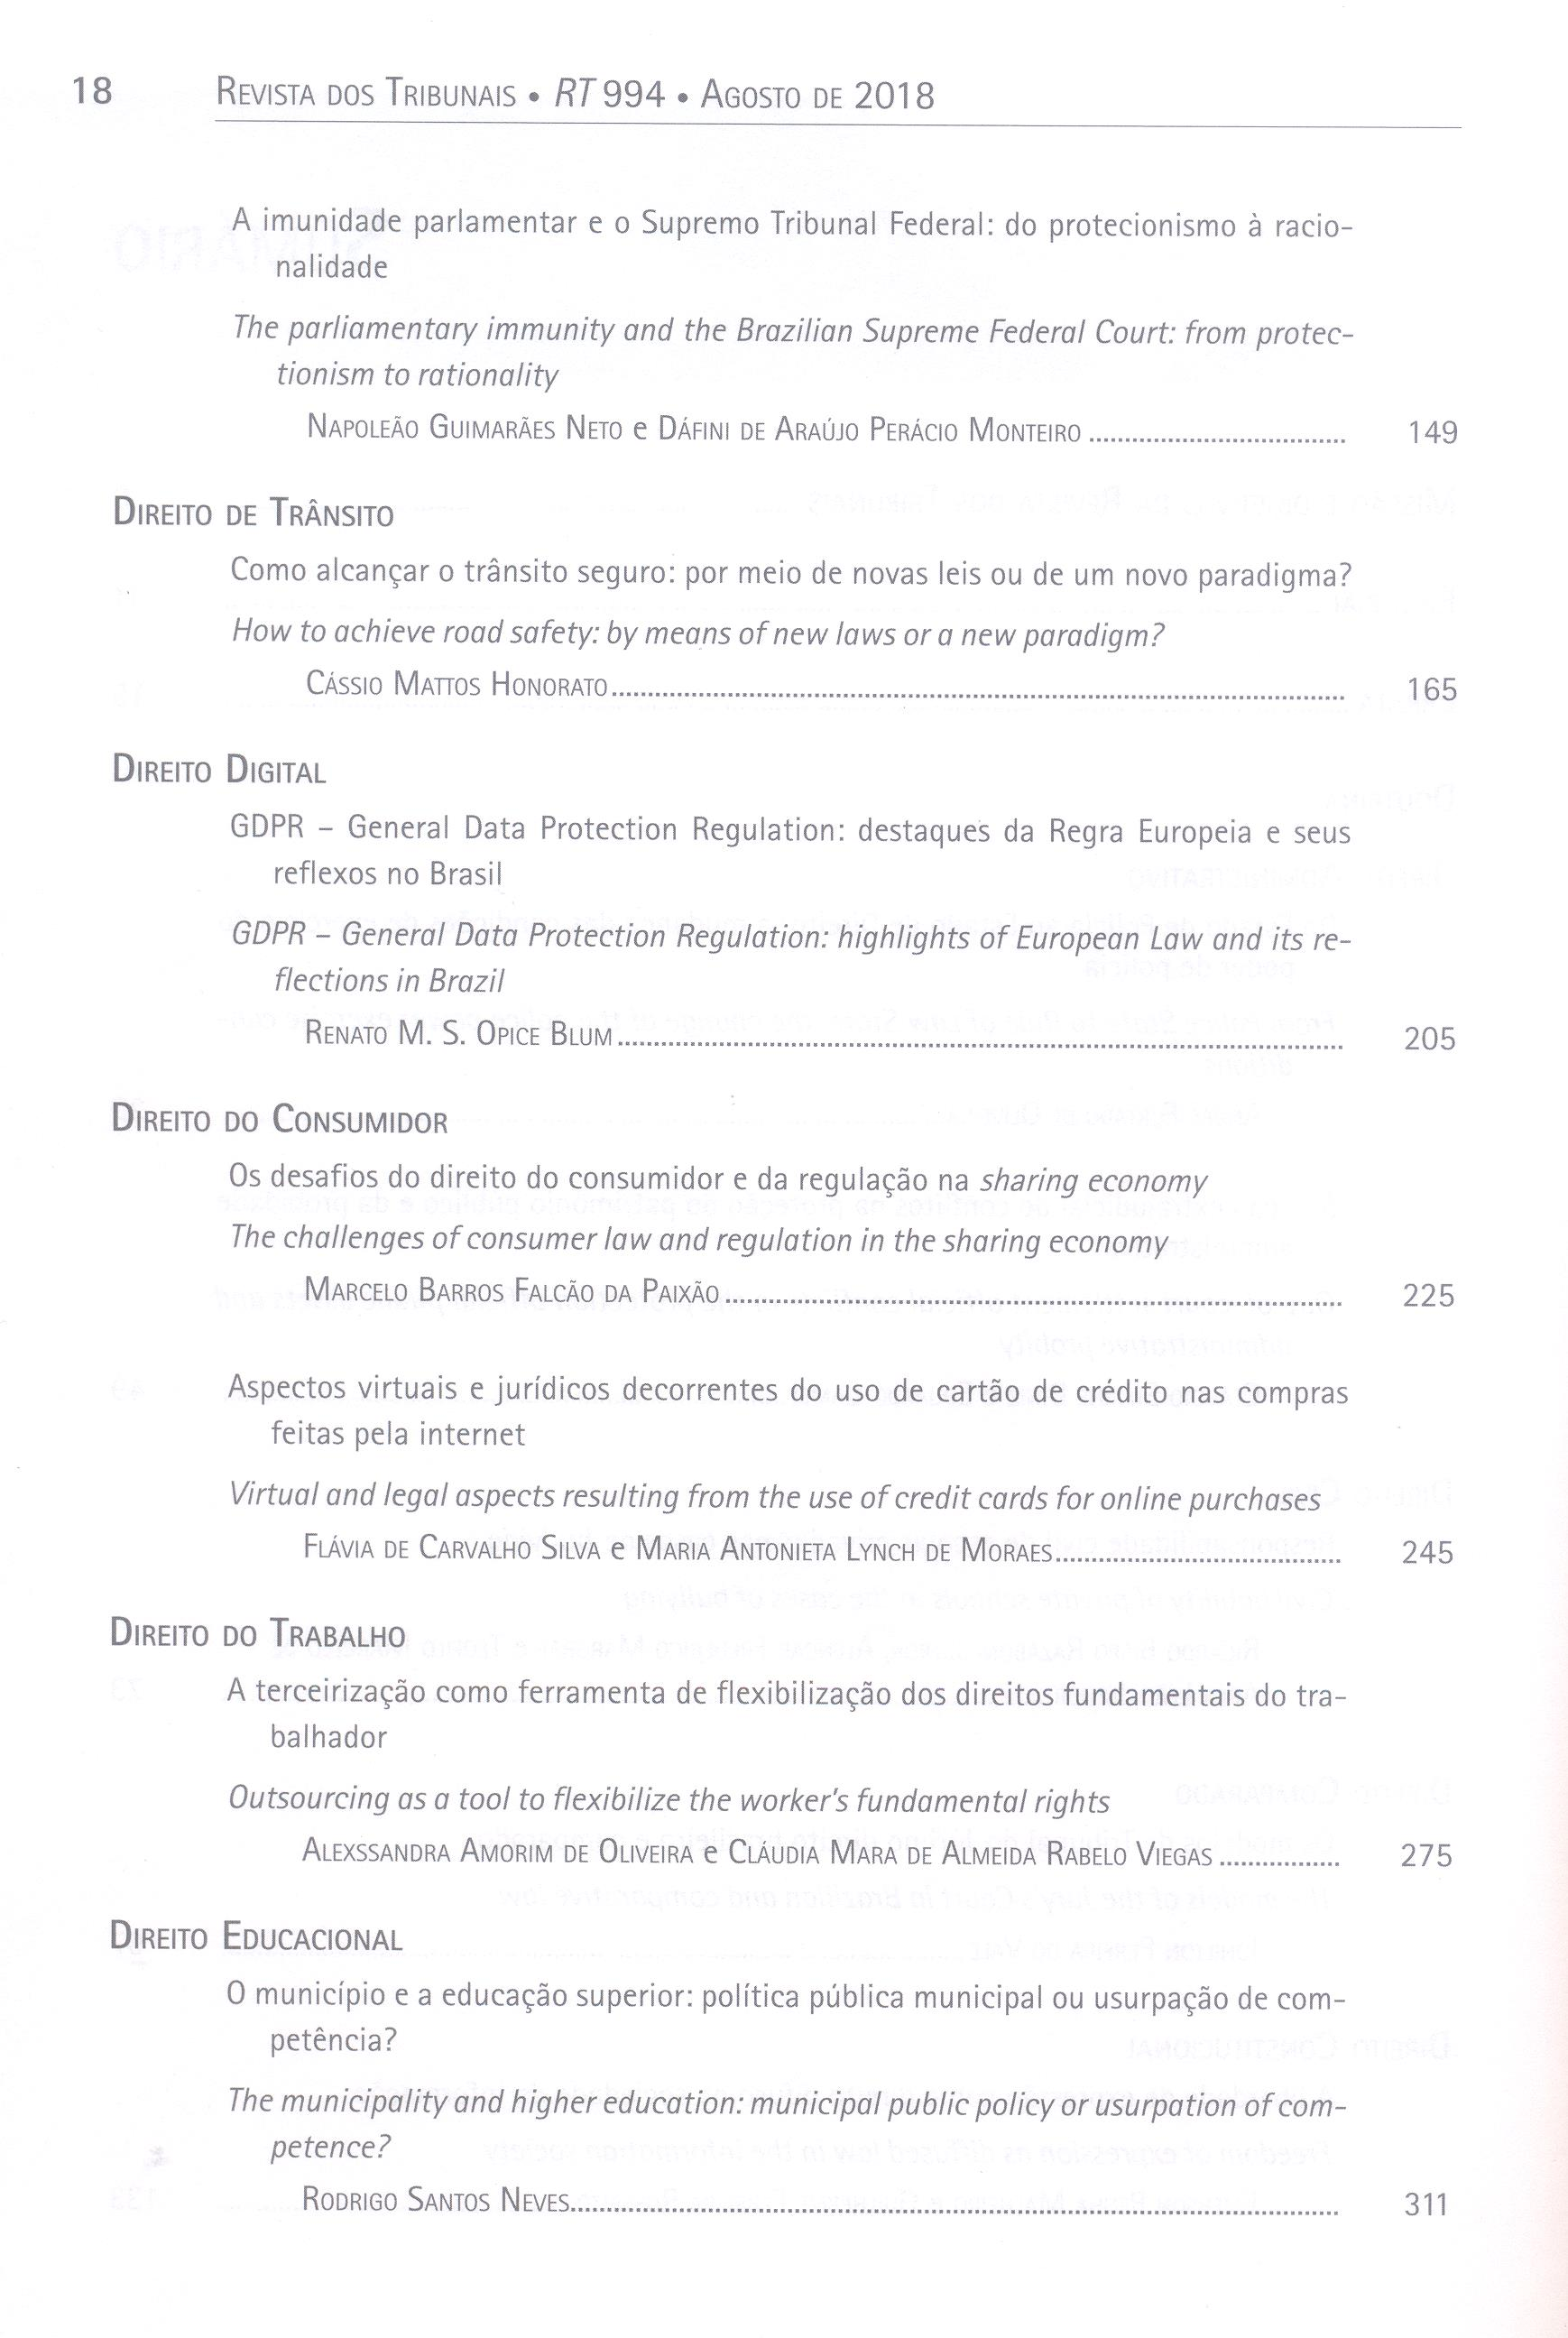 18 REVISTA DOS TRIBUNAIS • RT 994 • AGOSTO DE 2018
A imunidade parlamentar e o Supremo Tribunal Federal: do protecionismo à racio-
nalidade
The parliamentary immunity and the Brazilian Supreme Federal Court: from protec-
tionism to rationality
NAPOLEÃO GUIMARÃES NETO e DÁFINI DE ARAÚJO PERÁCIO MONTEIRO .................................... 149
DIREITO DE TRÂNSITO
Como alcançar o trânsito seguro: por meio de novas leis ou de um novo paradigma?
How to achieve road safety: by means of new laws or a new paradigm?
CÁSSIO MATTOS HONORATO.................................................................................................... 165
DIREITO DIGITAL
GDPR – General Data Protection Regulation: destaques da Regra Europeia e seus
reflexos no Brasil
GDPR – General Data Protection Regulation: highlights of European Law and its re-
flections in Brazil
RENATO M. S. OPICE BLUM.................................................................................................... 205
DIREITO DO CONSUMIDOR
Os desafios do direito do consumidor e da regulação na sharing economy
The challenges of consumer law and regulation in the sharing economy
MARCELO BARROS FALCÃO DA PAIXÃO..................................................................................... 225
Aspectos virtuais e jurídicos decorrentes do uso de cartão de crédito nas compras
feitas pela internet
Virtual and legal aspects resulting from the use of credit cards for online purchases
FLÁVIA DE CARVALHO SILVA e MARIA ANTONIETA LYNCH DE MORAES........................................ 245
DIREITO DO TRABALHO
A terceirização como ferramenta de flexibilização dos direitos fundamentais do tra-
balhador
Outsourcing as a tool to flexibilize the worker's fundamental rights
ALEXSSANDRA AMORIM DE OLIVEIRA e CLÁUDIA MARA DE ALMEIDA RABELO VIEGAS ................. 275
DIREITO EDUCACIONAL
O município e a educação superior: política pública municipal ou usurpação de com-
petência?
The municipality and higher education: municipal public policy or usurpation of com-
petence?
RODRIGO SANTOS NEVES......................................................................................................... 311